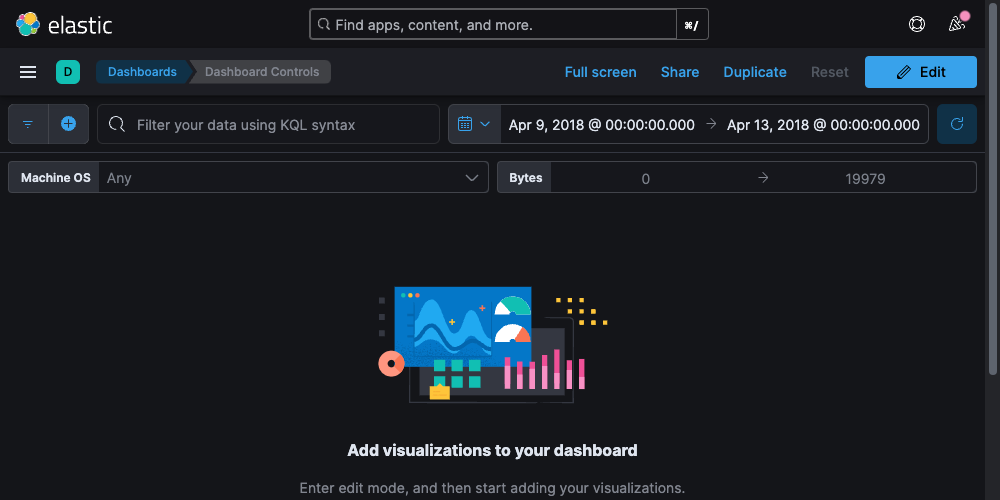 elastic
Find apps, content, and more.
⌘/
D
Dashboards
Dashboard Controls
Full screen
Share
Duplicate
Reset
Edit
Filter your data using KQL syntax
Apr 9, 2018 @ 00:00:00.000 → Apr 13, 2018 @ 00:00:00.000
Machine OS Any
Bytes 0 → 19979
Add visualizations to your dashboard
Enter edit mode, and then start adding your visualizations.